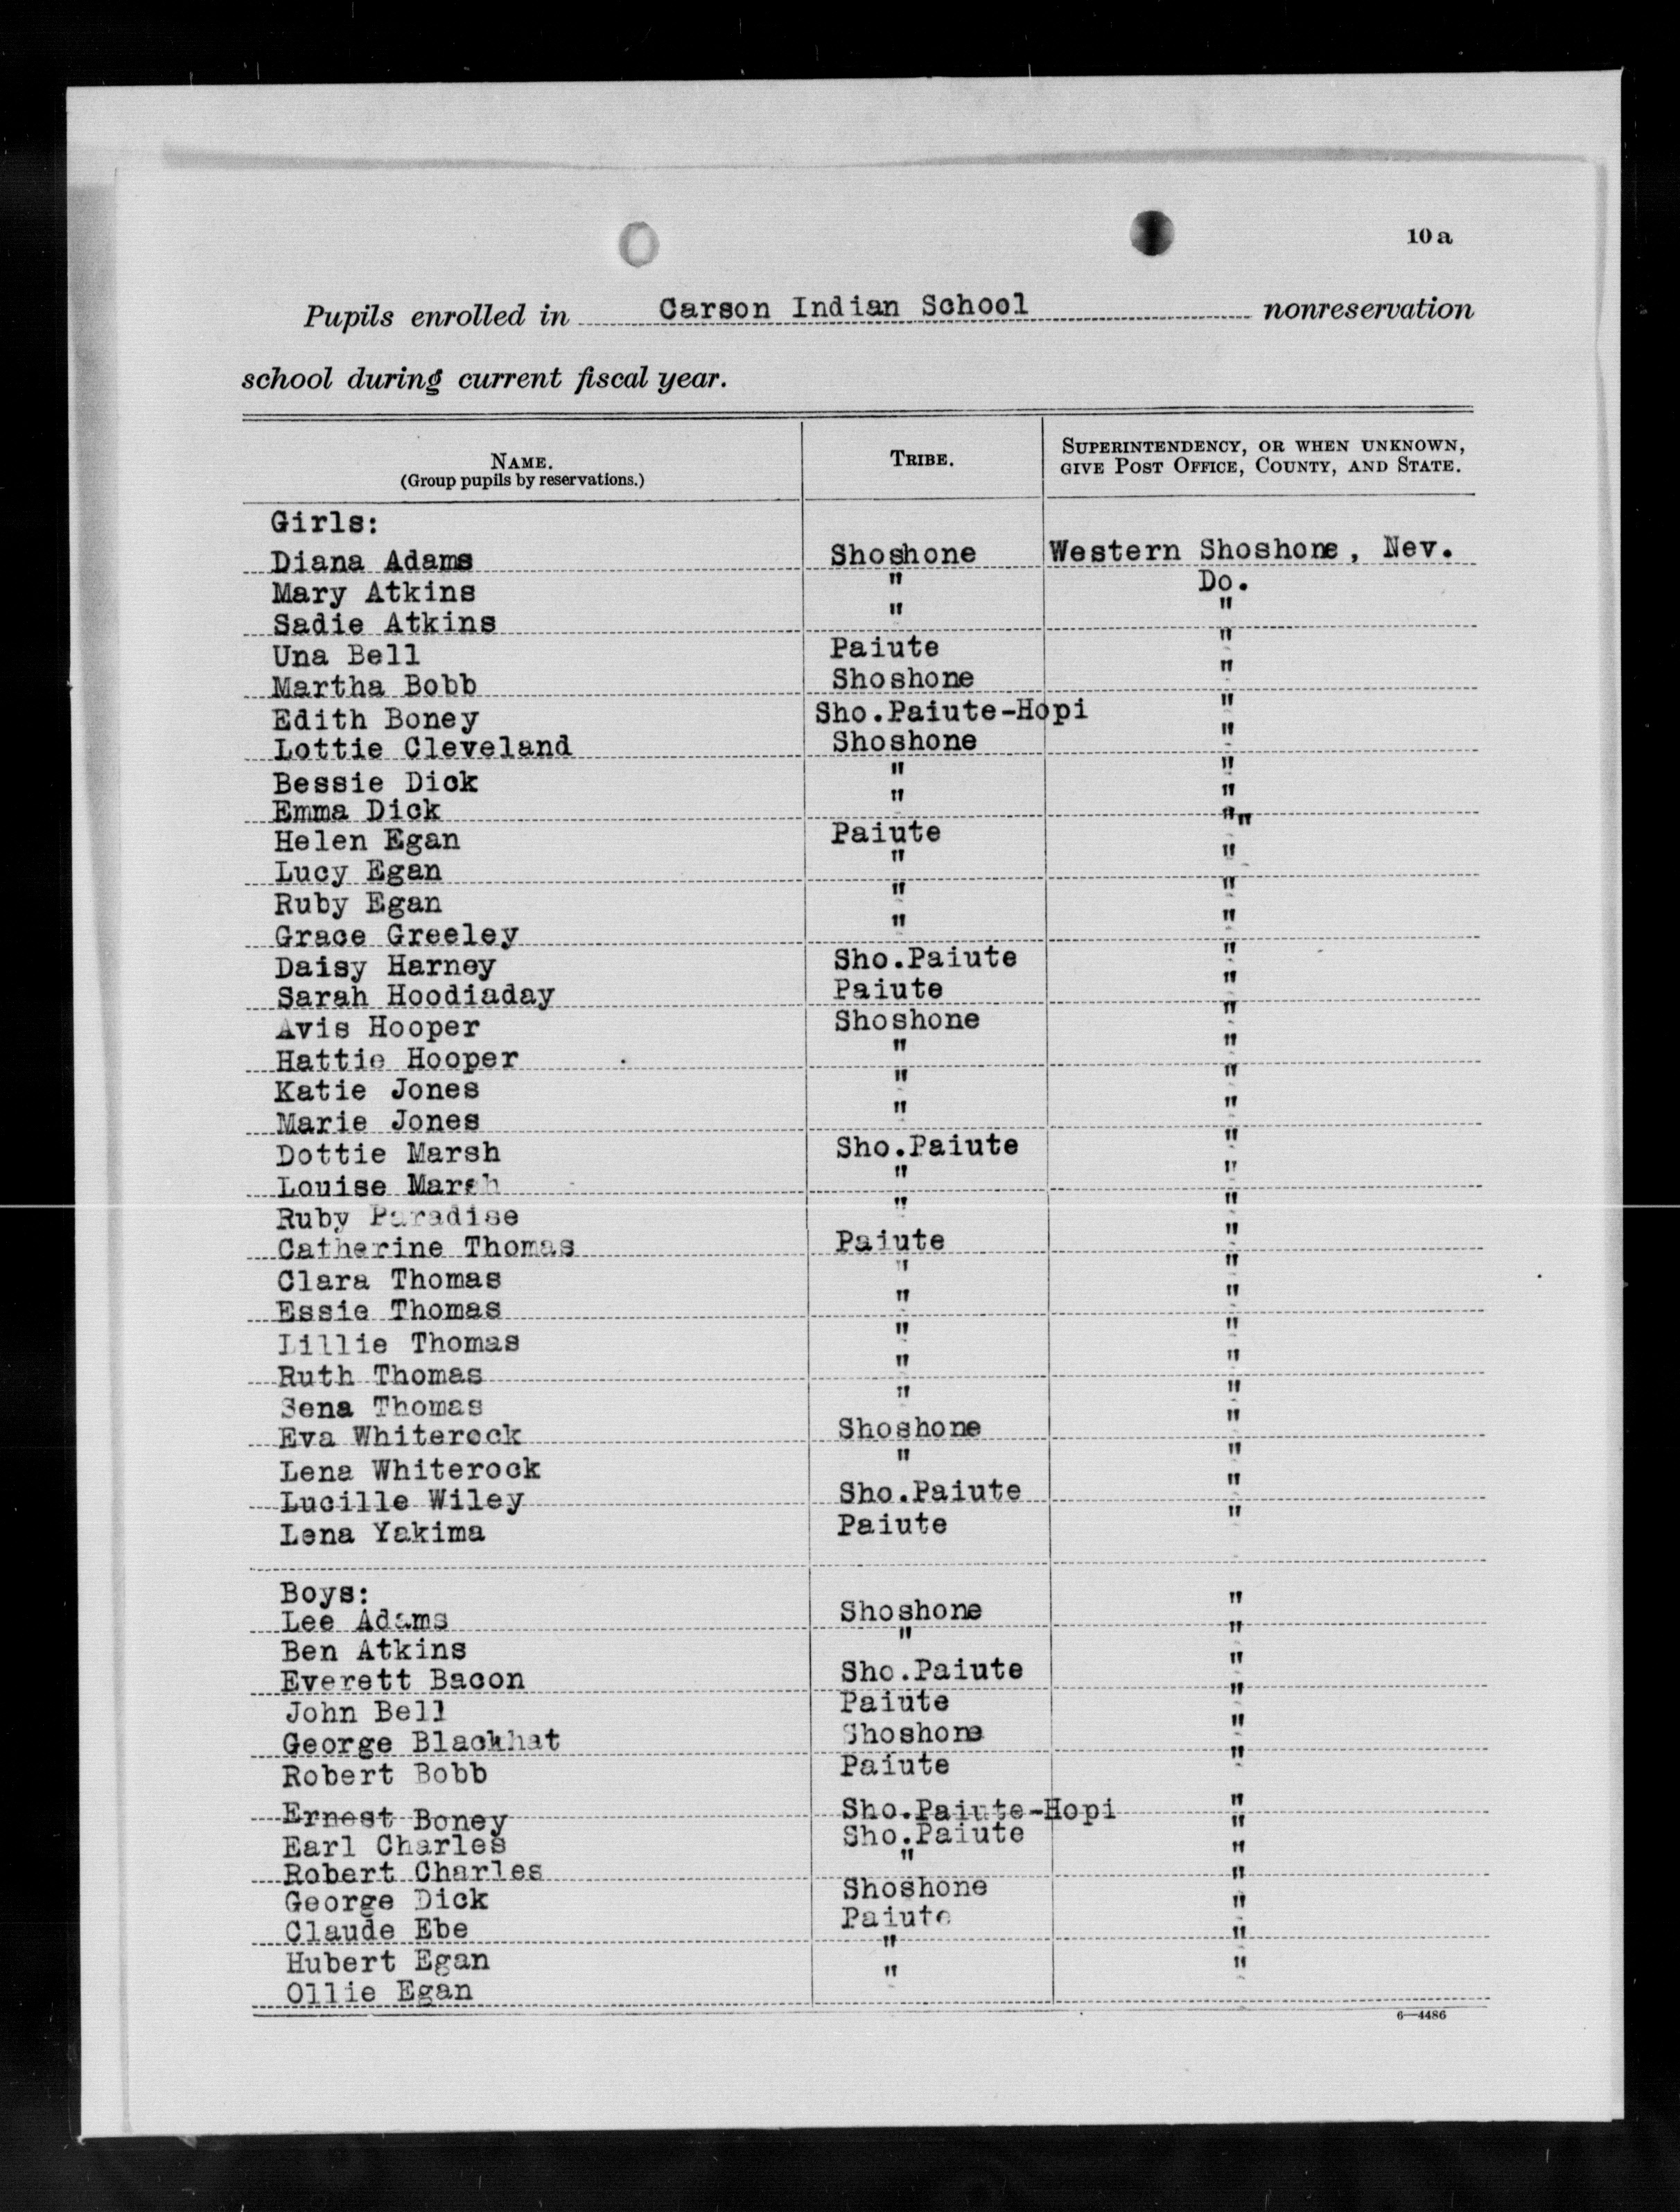 10 a
Pupils enrolled in Carson Indian School nonreservation
school during current fiscal year.
NAME. TRIBE. SUPERINTENDENCY, OR WHEN UNKNOWN,
(Group pupils by reservations.) GIVE POST OFFICE, COUNTY, AND STATE.
Girls:
Diana Adams Shoshone Western Shoshone, Nev.
Mary Atkins " Do.
Sadie Atkins " "
Una Bell Paiute "
Martha Bobb Shoshone "
Edith Boney Sho.Paiute-Hopi "
Lottie Cleveland Shoshone "
Bessie Dick " "
Emma Dick " "
Helen Egan Paiute ""
Lucy Egan " "
Ruby Egan " "
Grace Greeley " "
Daisy Harney Sho.Paiute "
Sarah Hoodiaday Paiute "
Avis Hooper Shoshone "
Hattie Hooper " "
Katie Jones " "
Marie Jones " "
Dottie Marsh Sho.Paiute "
Louise Marsh " "
Ruby Paradise " "
Catherine Thomas Paiute "
Clara Thomas " "
Essie Thomas " "
Lillie Thomas " "
Ruth Thomas " "
Sena Thomas " "
Eva Whiterock Shoshone "
Lena Whiterock " "
Lucille Wiley Sho.Paiute "
Lena Yakima Paiute "
Boys:
Lee Adams Shoshone "
Ben Atkins " "
Everett Bacon Sho.Paiute "
John Bell Paiute "
George Blackhat Shoshone "
Robert Bobb Paiute "
Ernest Boney Sho.Paiute-Hopi "
Earl Charles Sho.Paiute "
Robert Charles " "
George Dick Shoshone "
Claude Ebe Paiute "
Hubert Egan " "
Ollie Egan " "
6—4486